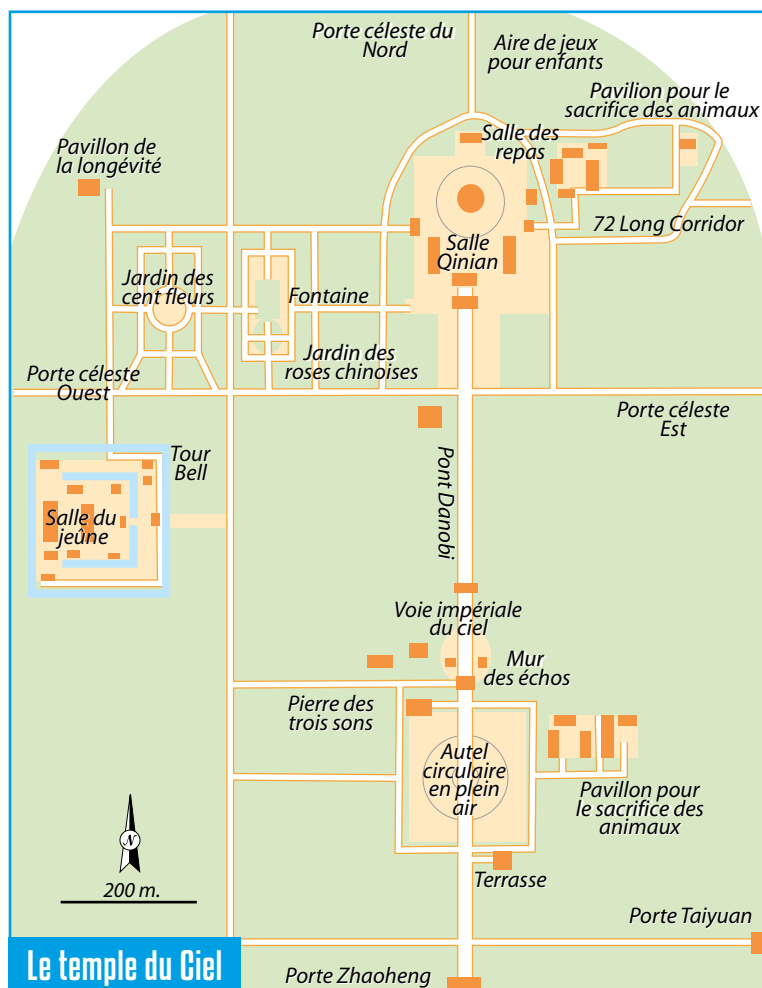 Porte céleste du
Nord
Aire de jeux
pour enfants
Pavilion pour le
sacrifice des animaux
Salle des
repas
Pavillon de
la longévité
72 Long Corridor
Salle
Qinian
Jardin des
cent fleurs
Fontaine
Jardin des
roses chinoises
Porte céleste
Ouest
Porte céleste
Est
Tour
Bell
Pont Danobi
Salle du
jeûne
Voie impériale
du ciel
Mur
des échos
Pierre des
trois sons
Autel
circulaire
en plein
air
Pavillon pour
le sacrifice des
animaux
N
200 m.
Terrasse
Porte Taiyuan
Le temple du Ciel
Porte Zhaoheng